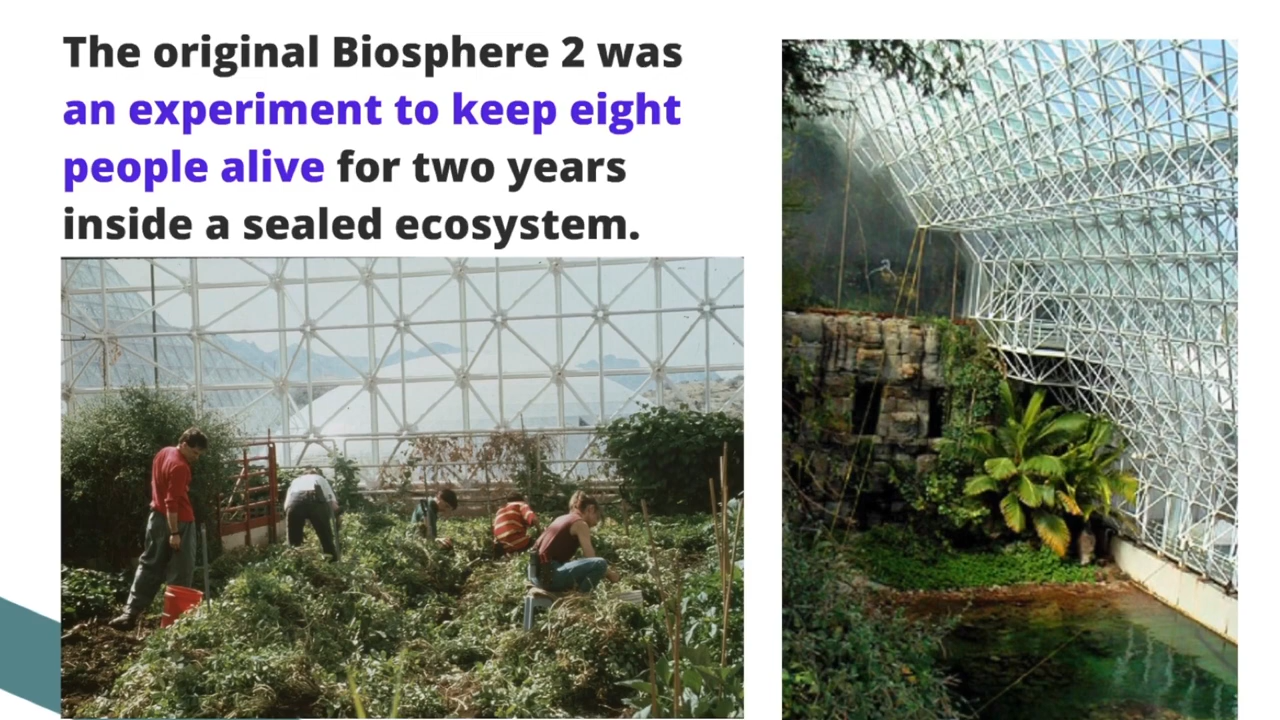 The original Biosphere 2 was
an experiment to keep eight
people alive for two years
inside a sealed ecosystem.